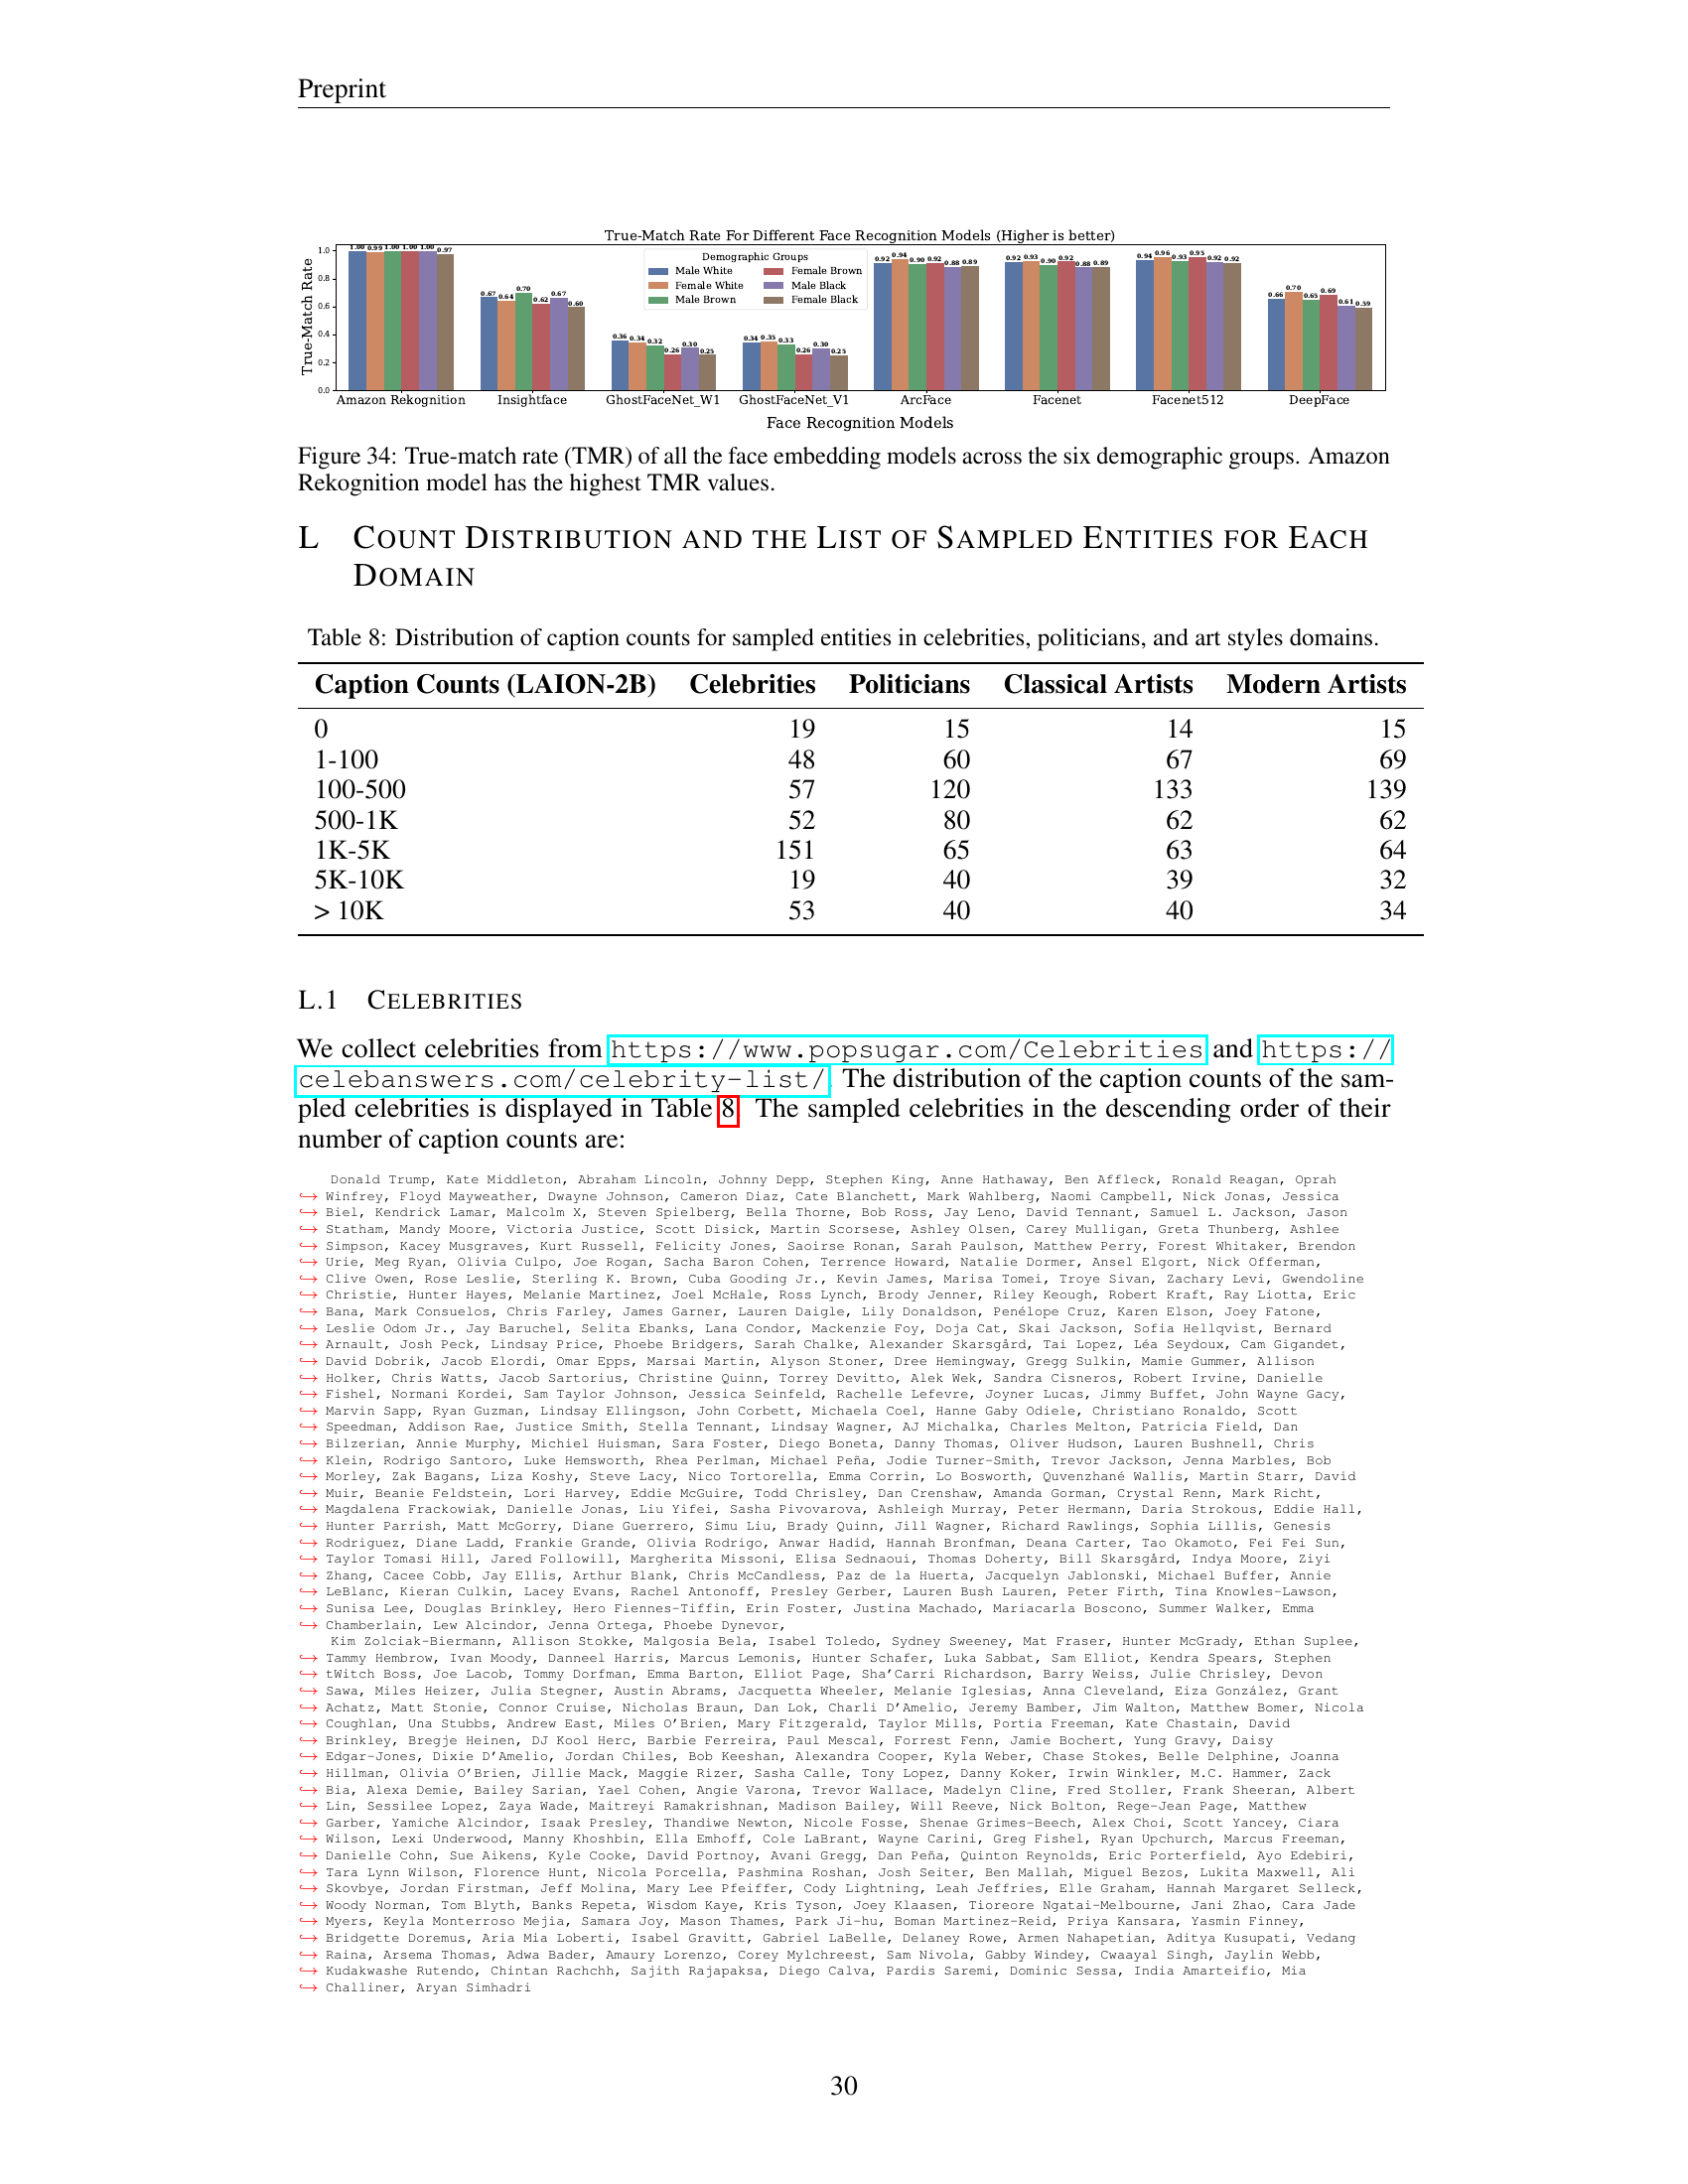 Preprint
True-Match Rate For Different Face Recognition Models (Higher is better)
True-Match Rate
1.0
0.8
0.6
0.4
0.2
0.0
Demographic Groups
Male White
Female White
Male Brown
Female Brown
Male Black
Female Black
1.00 0.99 1.00 1.00 1.00 0.97
0.67 0.64 0.70 0.62 0.67 0.60
0.36 0.34 0.32 0.26 0.30 0.25
0.34 0.35 0.33 0.26 0.30 0.25
0.92 0.94 0.90 0.92 0.88 0.89
0.92 0.93 0.90 0.92 0.88 0.89
0.94 0.96 0.93 0.95 0.92 0.92
0.66 0.70 0.65 0.69 0.61 0.59
Amazon Rekognition Insightface GhostFaceNet_W1 GhostFaceNet_V1 ArcFace Facenet Facenet512 DeepFace
Face Recognition Models
Figure 34: True-match rate (TMR) of all the face embedding models across the six demographic groups. Amazon
Rekognition model has the highest TMR values.
L COUNT DISTRIBUTION AND THE LIST OF SAMPLED ENTITIES FOR EACH
DOMAIN
Table 8: Distribution of caption counts for sampled entities in celebrities, politicians, and art styles domains.
Caption Counts (LAION-2B) Celebrities Politicians Classical Artists Modern Artists
0 19 15 14 15
1-100 48 60 67 69
100-500 57 120 133 139
500-1K 52 80 62 62
1K-5K 151 65 63 64
5K-10K 19 40 39 32
> 10K 53 40 40 34
L.1 CELEBRITIES
We collect celebrities from https://www.popsugar.com/Celebrities and https://
celebanswers.com/celebrity-list/. The distribution of the caption counts of the sam-
pled celebrities is displayed in Table 8. The sampled celebrities in the descending order of their
number of caption counts are:
Donald Trump, Kate Middleton, Abraham Lincoln, Johnny Depp, Stephen King, Anne Hathaway, Ben Affleck, Ronald Reagan, Oprah
↪ Winfrey, Floyd Mayweather, Dwayne Johnson, Cameron Diaz, Cate Blanchett, Mark Wahlberg, Naomi Campbell, Nick Jonas, Jessica
↪ Biel, Kendrick Lamar, Malcolm X, Steven Spielberg, Bella Thorne, Bob Ross, Jay Leno, David Tennant, Samuel L. Jackson, Jason
↪ Statham, Mandy Moore, Victoria Justice, Scott Disick, Martin Scorsese, Ashley Olsen, Carey Mulligan, Greta Thunberg, Ashlee
↪ Simpson, Kacey Musgraves, Kurt Russell, Felicity Jones, Saoirse Ronan, Sarah Paulson, Matthew Perry, Forest Whitaker, Brendon
↪ Urie, Meg Ryan, Olivia Culpo, Joe Rogan, Sacha Baron Cohen, Terrence Howard, Natalie Dormer, Ansel Elgort, Nick Offerman,
↪ Clive Owen, Rose Leslie, Sterling K. Brown, Cuba Gooding Jr., Kevin James, Marisa Tomei, Troye Sivan, Zachary Levi, Gwendoline
↪ Christie, Hunter Hayes, Melanie Martinez, Joel McHale, Ross Lynch, Brody Jenner, Riley Keough, Robert Kraft, Ray Liotta, Eric
↪ Bana, Mark Consuelos, Chris Farley, James Garner, Lauren Daigle, Lily Donaldson, Penélope Cruz, Karen Elson, Joey Fatone,
↪ Leslie Odom Jr., Jay Baruchel, Selita Ebanks, Lana Condor, Mackenzie Foy, Doja Cat, Skai Jackson, Sofia Hellqvist, Bernard
↪ Arnault, Josh Peck, Lindsay Price, Phoebe Bridgers, Sarah Chalke, Alexander Skarsgård, Tai Lopez, Léa Seydoux, Cam Gigandet,
↪ David Dobrik, Jacob Elordi, Omar Epps, Marsai Martin, Alyson Stoner, Dree Hemingway, Gregg Sulkin, Mamie Gummer, Allison
↪ Holker, Chris Watts, Jacob Sartorius, Christine Quinn, Torrey Devitto, Alek Wek, Sandra Cisneros, Robert Irvine, Danielle
↪ Fishel, Normani Kordei, Sam Taylor Johnson, Jessica Seinfeld, Rachelle Lefevre, Joyner Lucas, Jimmy Buffet, John Wayne Gacy,
↪ Marvin Sapp, Ryan Guzman, Lindsay Ellingson, John Corbett, Michaela Coel, Hanne Gaby Odiele, Christiano Ronaldo, Scott
↪ Speedman, Addison Rae, Justice Smith, Stella Tennant, Lindsay Wagner, AJ Michalka, Charles Melton, Patricia Field, Dan
↪ Bilzerian, Annie Murphy, Michiel Huisman, Sara Foster, Diego Boneta, Danny Thomas, Oliver Hudson, Lauren Bushnell, Chris
↪ Klein, Rodrigo Santoro, Luke Hemsworth, Rhea Perlman, Michael Peña, Jodie Turner-Smith, Trevor Jackson, Jenna Marbles, Bob
↪ Morley, Zak Bagans, Liza Koshy, Steve Lacy, Nico Tortorella, Emma Corrin, Lo Bosworth, Quvenzhané Wallis, Martin Starr, David
↪ Muir, Beanie Feldstein, Lori Harvey, Eddie McGuire, Todd Chrisley, Dan Crenshaw, Amanda Gorman, Crystal Renn, Mark Richt,
↪ Magdalena Frackowiak, Danielle Jonas, Liu Yifei, Sasha Pivovarova, Ashleigh Murray, Peter Hermann, Daria Strokous, Eddie Hall,
↪ Hunter Parrish, Matt McGorry, Diane Guerrero, Simu Liu, Brady Quinn, Jill Wagner, Richard Rawlings, Sophia Lillis, Genesis
↪ Rodriguez, Diane Ladd, Frankie Grande, Olivia Rodrigo, Anwar Hadid, Hannah Bronfman, Deana Carter, Tao Okamoto, Fei Fei Sun,
↪ Taylor Tomasi Hill, Jared Followill, Margherita Missoni, Elisa Sednaoui, Thomas Doherty, Bill Skarsgård, Indya Moore, Ziyi
↪ Zhang, Cacee Cobb, Jay Ellis, Arthur Blank, Chris McCandless, Paz de la Huerta, Jacquelyn Jablonski, Michael Buffer, Annie
↪ LeBlanc, Kieran Culkin, Lacey Evans, Rachel Antonoff, Presley Gerber, Lauren Bush Lauren, Peter Firth, Tina Knowles-Lawson,
↪ Sunisa Lee, Douglas Brinkley, Hero Fiennes-Tiffin, Erin Foster, Justina Machado, Mariacarla Boscono, Summer Walker, Emma
↪ Chamberlain, Lew Alcindor, Jenna Ortega, Phoebe Dynevor,
Kim Zolciak-Biermann, Allison Stokke, Malgosia Bela, Isabel Toledo, Sydney Sweeney, Mat Fraser, Hunter McGrady, Ethan Suplee,
↪ Tammy Hembrow, Ivan Moody, Danneel Harris, Marcus Lemonis, Hunter Schafer, Luka Sabbat, Sam Elliot, Kendra Spears, Stephen
↪ tWitch Boss, Joe Lacob, Tommy Dorfman, Emma Barton, Elliot Page, Sha'Carri Richardson, Barry Weiss, Julie Chrisley, Devon
↪ Sawa, Miles Heizer, Julia Stegner, Austin Abrams, Jacquetta Wheeler, Melanie Iglesias, Anna Cleveland, Eiza González, Grant
↪ Achatz, Matt Stonie, Connor Cruise, Nicholas Braun, Dan Lok, Charli D'Amelio, Jeremy Bamber, Jim Walton, Matthew Bomer, Nicola
↪ Coughlan, Una Stubbs, Andrew East, Miles O'Brien, Mary Fitzgerald, Taylor Mills, Portia Freeman, Kate Chastain, David
↪ Brinkley, Bregje Heinen, DJ Kool Herc, Barbie Ferreira, Paul Mescal, Forrest Fenn, Jamie Bochert, Yung Gravy, Daisy
↪ Edgar-Jones, Dixie D'Amelio, Jordan Chiles, Bob Keeshan, Alexandra Cooper, Kyla Weber, Chase Stokes, Belle Delphine, Joanna
↪ Hillman, Olivia O'Brien, Jillie Mack, Maggie Rizer, Sasha Calle, Tony Lopez, Danny Koker, Irwin Winkler, M.C. Hammer, Zack
↪ Bia, Alexa Demie, Bailey Sarian, Yael Cohen, Angie Varona, Trevor Wallace, Madelyn Cline, Fred Stoller, Frank Sheeran, Albert
↪ Lin, Sessilee Lopez, Zaya Wade, Maitreyi Ramakrishnan, Madison Bailey, Will Reeve, Nick Bolton, Rege-Jean Page, Matthew
↪ Garber, Yamiche Alcindor, Isaak Presley, Thandiwe Newton, Nicole Fosse, Shenae Grimes-Beech, Alex Choi, Scott Yancey, Ciara
↪ Wilson, Lexi Underwood, Manny Khoshbin, Ella Emhoff, Cole LaBrant, Wayne Carini, Greg Fishel, Ryan Upchurch, Marcus Freeman,
↪ Danielle Cohn, Sue Aikens, Kyle Cooke, David Portnoy, Avani Gregg, Dan Peña, Quinton Reynolds, Eric Porterfield, Ayo Edebiri,
↪ Tara Lynn Wilson, Florence Hunt, Nicola Porcella, Pashmina Roshan, Josh Seiter, Ben Mallah, Miguel Bezos, Lukita Maxwell, Ali
↪ Skovbye, Jordan Firstman, Jeff Molina, Mary Lee Pfeiffer, Cody Lightning, Leah Jeffries, Elle Graham, Hannah Margaret Selleck,
↪ Woody Norman, Tom Blyth, Banks Repeta, Wisdom Kaye, Kris Tyson, Joey Klaasen, Tioreore Ngatai-Melbourne, Jani Zhao, Cara Jade
↪ Myers, Keyla Monterroso Mejia, Samara Joy, Mason Thames, Park Ji-hu, Boman Martinez-Reid, Priya Kansara, Yasmin Finney,
↪ Bridgette Doremus, Aria Mia Loberti, Isabel Gravitt, Gabriel LaBelle, Delaney Rowe, Armen Nahapetian, Aditya Kusupati, Vedang
↪ Raina, Arsema Thomas, Adwa Bader, Amaury Lorenzo, Corey Mylchreest, Sam Nivola, Gabby Windey, Cwaayal Singh, Jaylin Webb,
↪ Kudakwashe Rutendo, Chintan Rachchh, Sajith Rajapaksa, Diego Calva, Pardis Saremi, Dominic Sessa, India Amarteifio, Mia
↪ Challiner, Aryan Simhadri
30